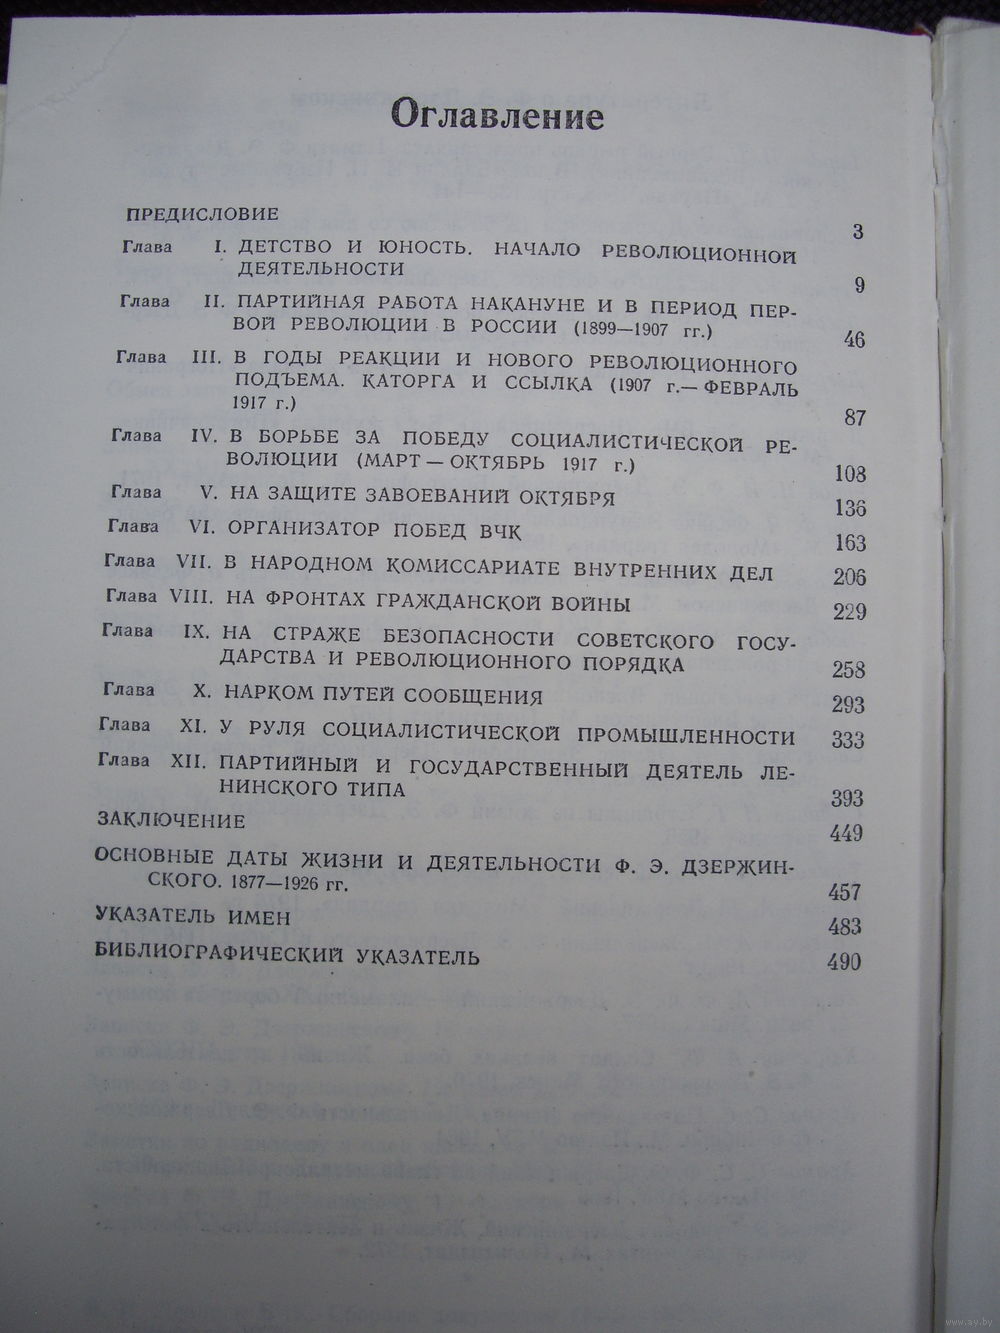 Оглавление
ПРЕДИСЛОВИЕ 3
Глава I. ДЕТСТВО И ЮНОСТЬ. НАЧАЛО РЕВОЛЮЦИОННОЙ
ДЕЯТЕЛЬНОСТИ 9
Глава II. ПАРТИЙНАЯ РАБОТА НАКАНУНЕ И В ПЕРИОД ПЕР-
ВОЙ РЕВОЛЮЦИИ В РОССИИ (1899—1907 гг.) 46
Глава III. В ГОДЫ РЕАКЦИИ И НОВОГО РЕВОЛЮЦИОННОГО
ПОДЪЕМА. КАТОРГА И ССЫЛКА (1907 г.— ФЕВРАЛЬ
1917 г.) 87
Глава IV. В БОРЬБЕ ЗА ПОБЕДУ СОЦИАЛИСТИЧЕСКОЙ РЕ-
ВОЛЮЦИИ (МАРТ — ОКТЯБРЬ 1917 г.) 108
Глава V. НА ЗАЩИТЕ ЗАВОЕВАНИЙ ОКТЯБРЯ 136
Глава VI. ОРГАНИЗАТОР ПОБЕД ВЧК 163
Глава VII. В НАРОДНОМ КОМИССАРИАТЕ ВНУТРЕННИХ ДЕЛ 206
Глава VIII. НА ФРОНТАХ ГРАЖДАНСКОЙ ВОЙНЫ 229
Глава IX. НА СТРАЖЕ БЕЗОПАСНОСТИ СОВЕТСКОГО ГОСУ-
ДАРСТВА И РЕВОЛЮЦИОННОГО ПОРЯДКА 258
Глава X. НАРКОМ ПУТЕЙ СООБЩЕНИЯ 293
Глава XI. У РУЛЯ СОЦИАЛИСТИЧЕСКОЙ ПРОМЫШЛЕННОСТИ 333
Глава XII. ПАРТИЙНЫЙ И ГОСУДАРСТВЕННЫЙ ДЕЯТЕЛЬ ЛЕ-
НИНСКОГО ТИПА 393
ЗАКЛЮЧЕНИЕ 449
ОСНОВНЫЕ ДАТЫ ЖИЗНИ И ДЕЯТЕЛЬНОСТИ Ф. Э. ДЗЕРЖИН-
СКОГО. 1877—1926 гг. 457
УКАЗАТЕЛЬ ИМЕН 483
БИБЛИОГРАФИЧЕСКИЙ УКАЗАТЕЛЬ 490
www.ay.by